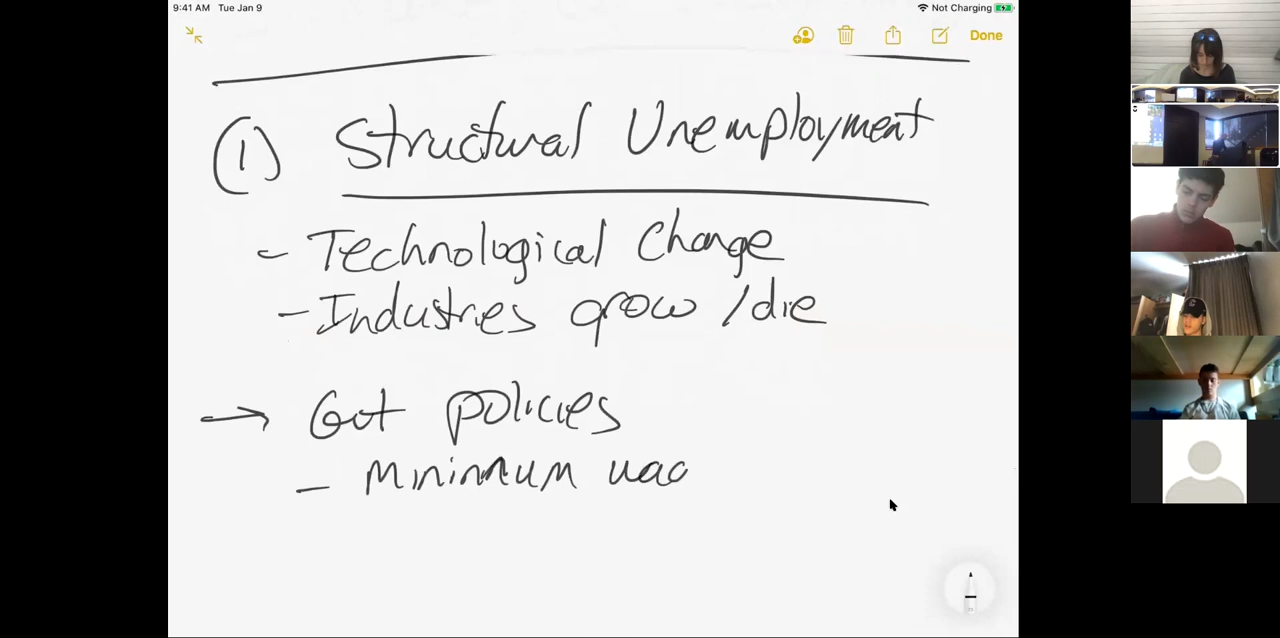 9:41 AM Tue Jan 9
Not Charging
Done
(1) Structural Unemployment
- Technological Change
- Industries grow / die
→ Gvt policies
- Minimum wag